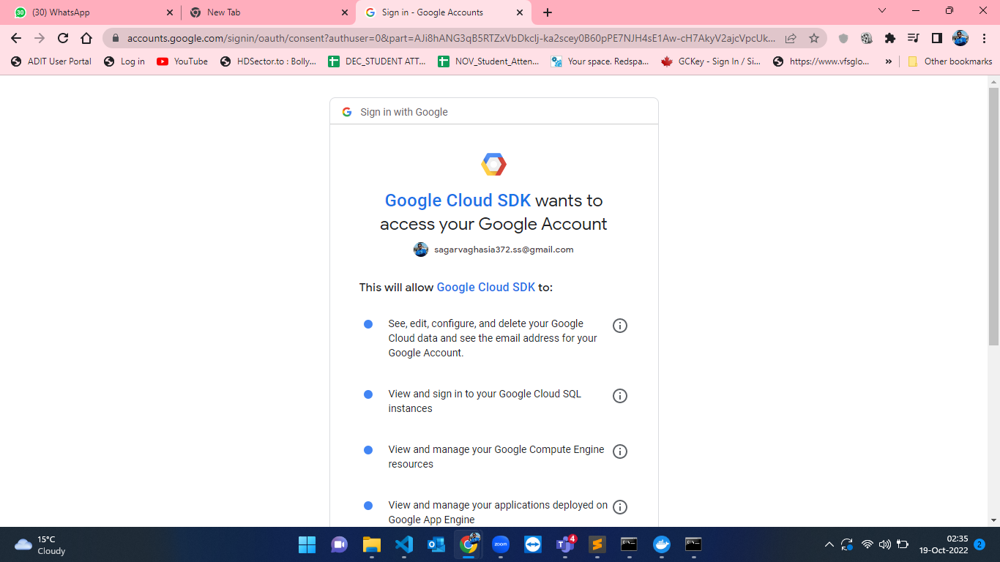 (30) WhatsApp
New Tab
Sign in - Google Accounts
accounts.google.com/signin/oauth/consent?authuser=0&part=AJi8hANG3qB5RTZxVbDkcIj-ka2scey0B60pPE7NJH4sE1Aw-cH7AkyV2ajcVpcUk...
ADIT User Portal
Log in
YouTube
HDSector.to : Bolly...
DEC_STUDENT ATT...
NOV_Student_Atten...
Your space. Redspa...
GCKey - Sign In / Si...
https://www.vfsglo...
»
Other bookmarks
Sign in with Google
Google Cloud SDK wants to
access your Google Account
sagarvaghasia372.ss@gmail.com
This will allow Google Cloud SDK to:
See, edit, configure, and delete your Google
Cloud data and see the email address for your
Google Account.
View and sign in to your Google Cloud SQL
instances
View and manage your Google Compute Engine
resources
View and manage your applications deployed on
Google App Engine
15°C
Cloudy
zoom
4
02:35
19-Oct-2022
2